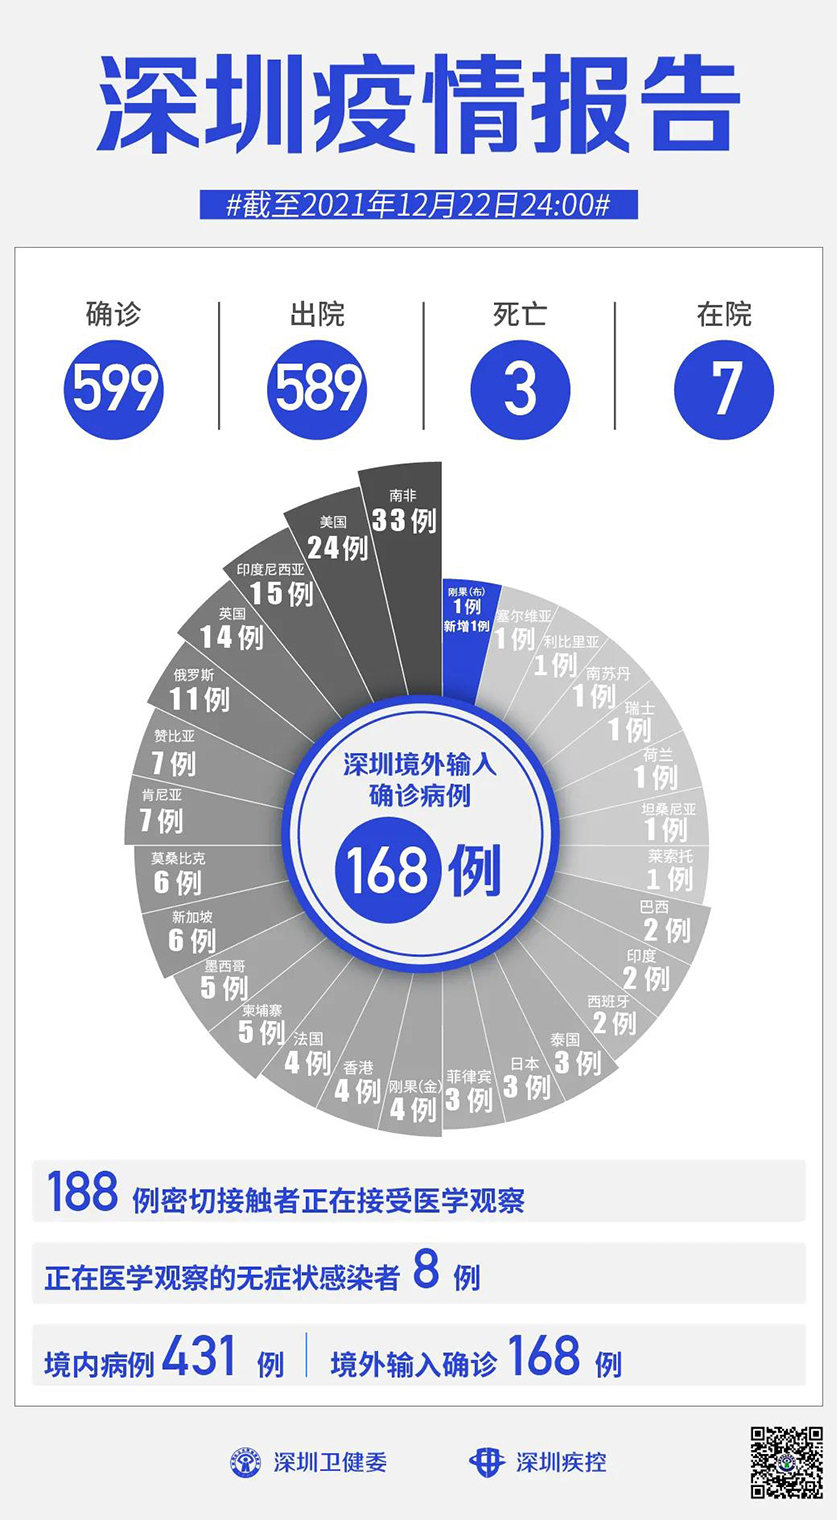 深圳疫情报告
#截至2021年12月22日24:00#
确诊
599
出院
589
死亡
3
在院
7
南非
33例
美国
24例
印度尼西亚
15例
英国
14例
俄罗斯
11例
赞比亚
7例
肯尼亚
7例
莫桑比克
6例
新加坡
6例
墨西哥
5例
柬埔寨
5例
法国
4例
香港
4例
刚果(金)
4例
菲律宾
3例
日本
3例
泰国
3例
西班牙
2例
印度
2例
巴西
2例
莱索托
1例
坦桑尼亚
1例
荷兰
1例
瑞士
1例
南苏丹
1例
利比里亚
1例
塞尔维亚
1例
刚果(布)
1例
新增1例
深圳境外输入
确诊病例
168例
188 例密切接触者正在接受医学观察
正在医学观察的无症状感染者 8 例
境内病例 431 例 境外输入确诊 168 例
深圳卫健委
深圳疾控